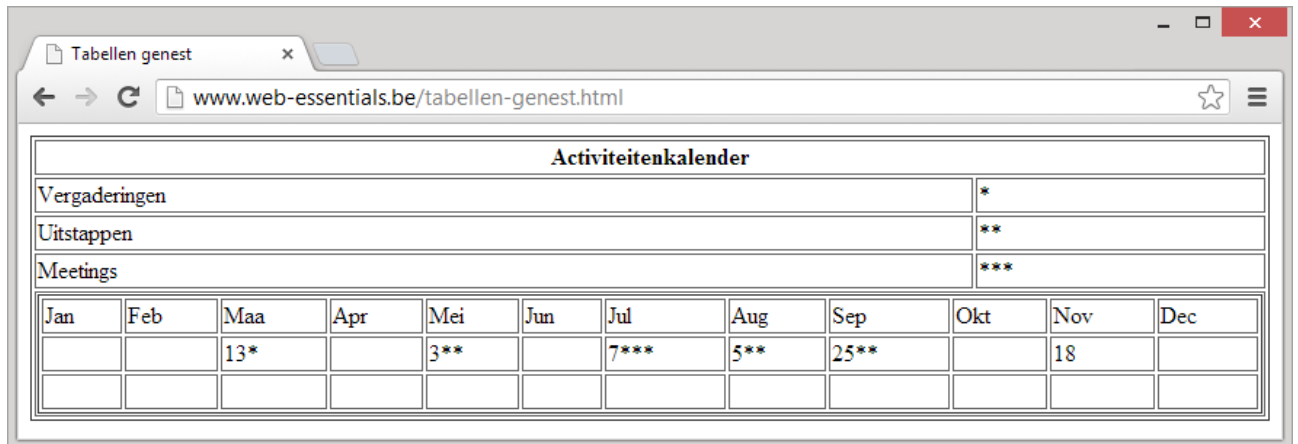 Tabellen genest
www.web-essentials.be/tabellen-genest.html
Activiteitenkalender
Vergaderingen *
Uitstappen **
Meetings ***
Jan Feb Maa Apr Mei Jun Jul Aug Sep Okt Nov Dec
13* 3** 7*** 5** 25** 18